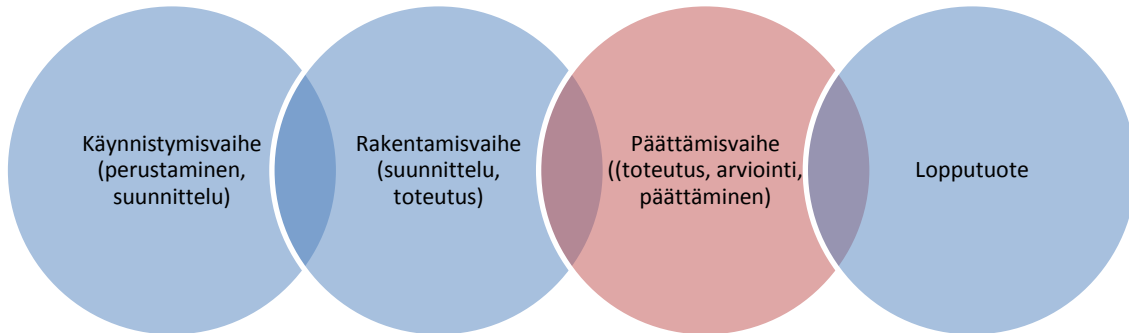 Käynnistymisvaihe
(perustaminen,
suunnittelu)
Rakentamisvaihe
(suunnittelu,
toteutus)
Päättämisvaihe
((toteutus, arviointi,
päättäminen)
Lopputuote